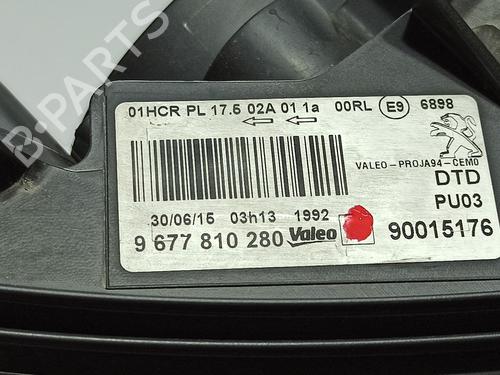 B-PARTS
01HCR PL 17.5 02A 01 1a 00RL E9 6898
VALEO-PROJA94-CEMO
DTD
PU03
30/06/15 03h13 1992
9 677 810 280 Valeo 90015176